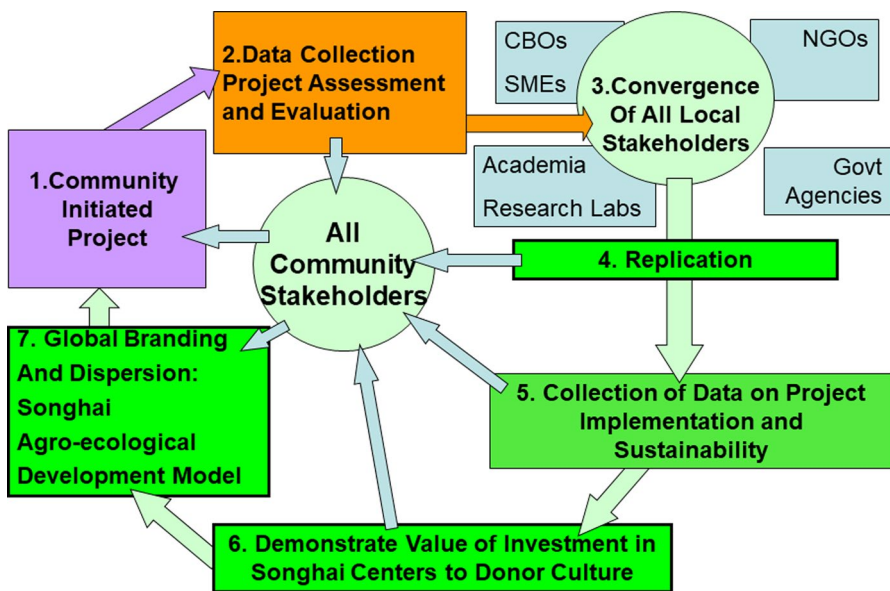 1.Community
Initiated
Project
2.Data Collection
Project Assessment
and Evaluation
CBOs
SMEs
NGOs
3.Convergence
Of All Local
Stakeholders
Academia
Research Labs
Govt
Agencies
All
Community
Stakeholders
4. Replication
5. Collection of Data on Project
Implementation and
Sustainability
6. Demonstrate Value of Investment in
Songhai Centers to Donor Culture
7. Global Branding
And Dispersion:
Songhai
Agro-ecological
Development Model